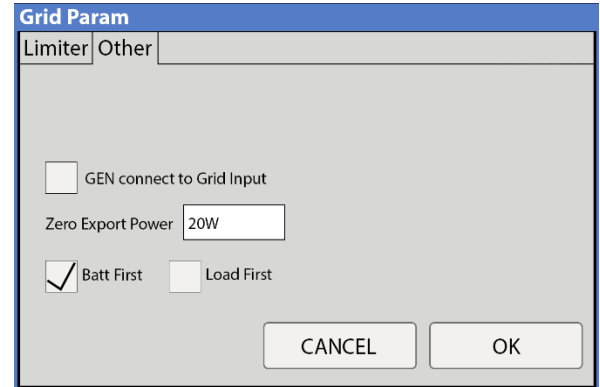 Grid Param
Limiter Other
GEN connect to Grid Input
Zero Export Power 20W
Batt First Load First
CANCEL OK